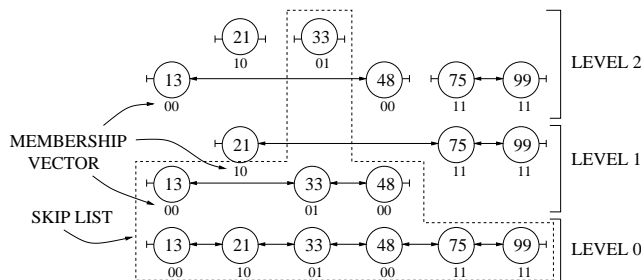 21 33
10 01
13 48 75 99 LEVEL 2
00 00 11 11
MEMBERSHIP
VECTOR
21 75 99 LEVEL 1
10 11 11
13 33 48
00 01 00
SKIP LIST
13 21 33 48 75 99 LEVEL 0
00 10 01 00 11 11